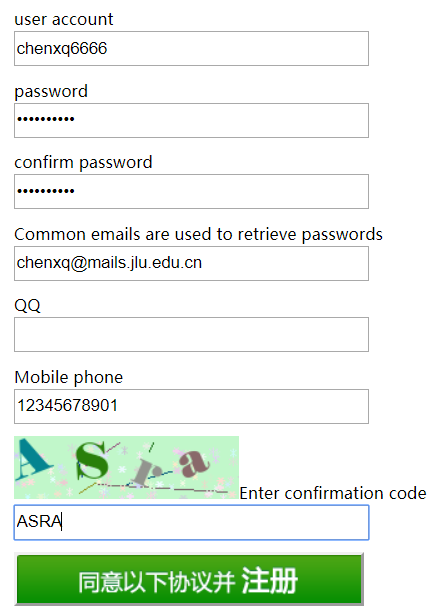 user account
chenxq6666
password
••••••••••
confirm password
••••••••••
Common emails are used to retrieve passwords
chenxq@mails.jlu.edu.cn
QQ
Mobile phone
12345678901
ASra
Enter confirmation code
ASRA
同意以下协议并 注册